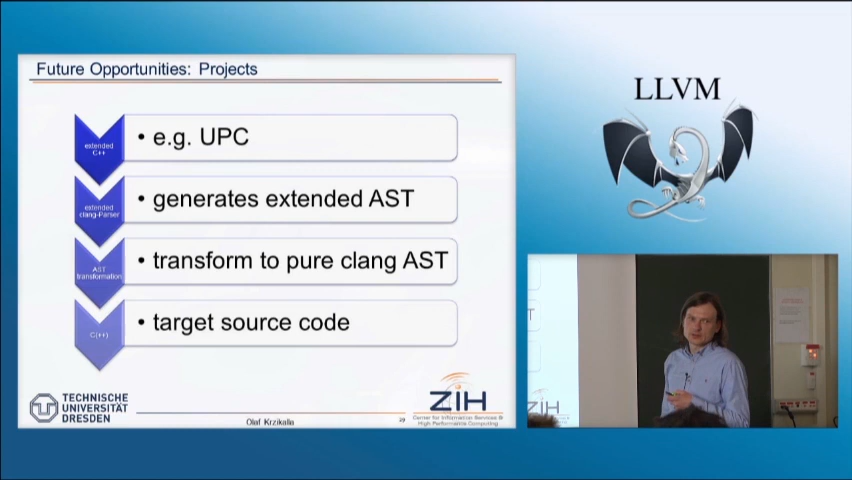 Future Opportunities: Projects
extended
C++
• e.g. UPC
extended
clang-Parser
• generates extended AST
AST
transformation
• transform to pure clang AST
C(++)
• target source code
TECHNISCHE
UNIVERSITÄT
DRESDEN
Olaf Krzikalla
29
ZIH
Center for Information Services &
High Performance Computing
LLVM
T
ZIH